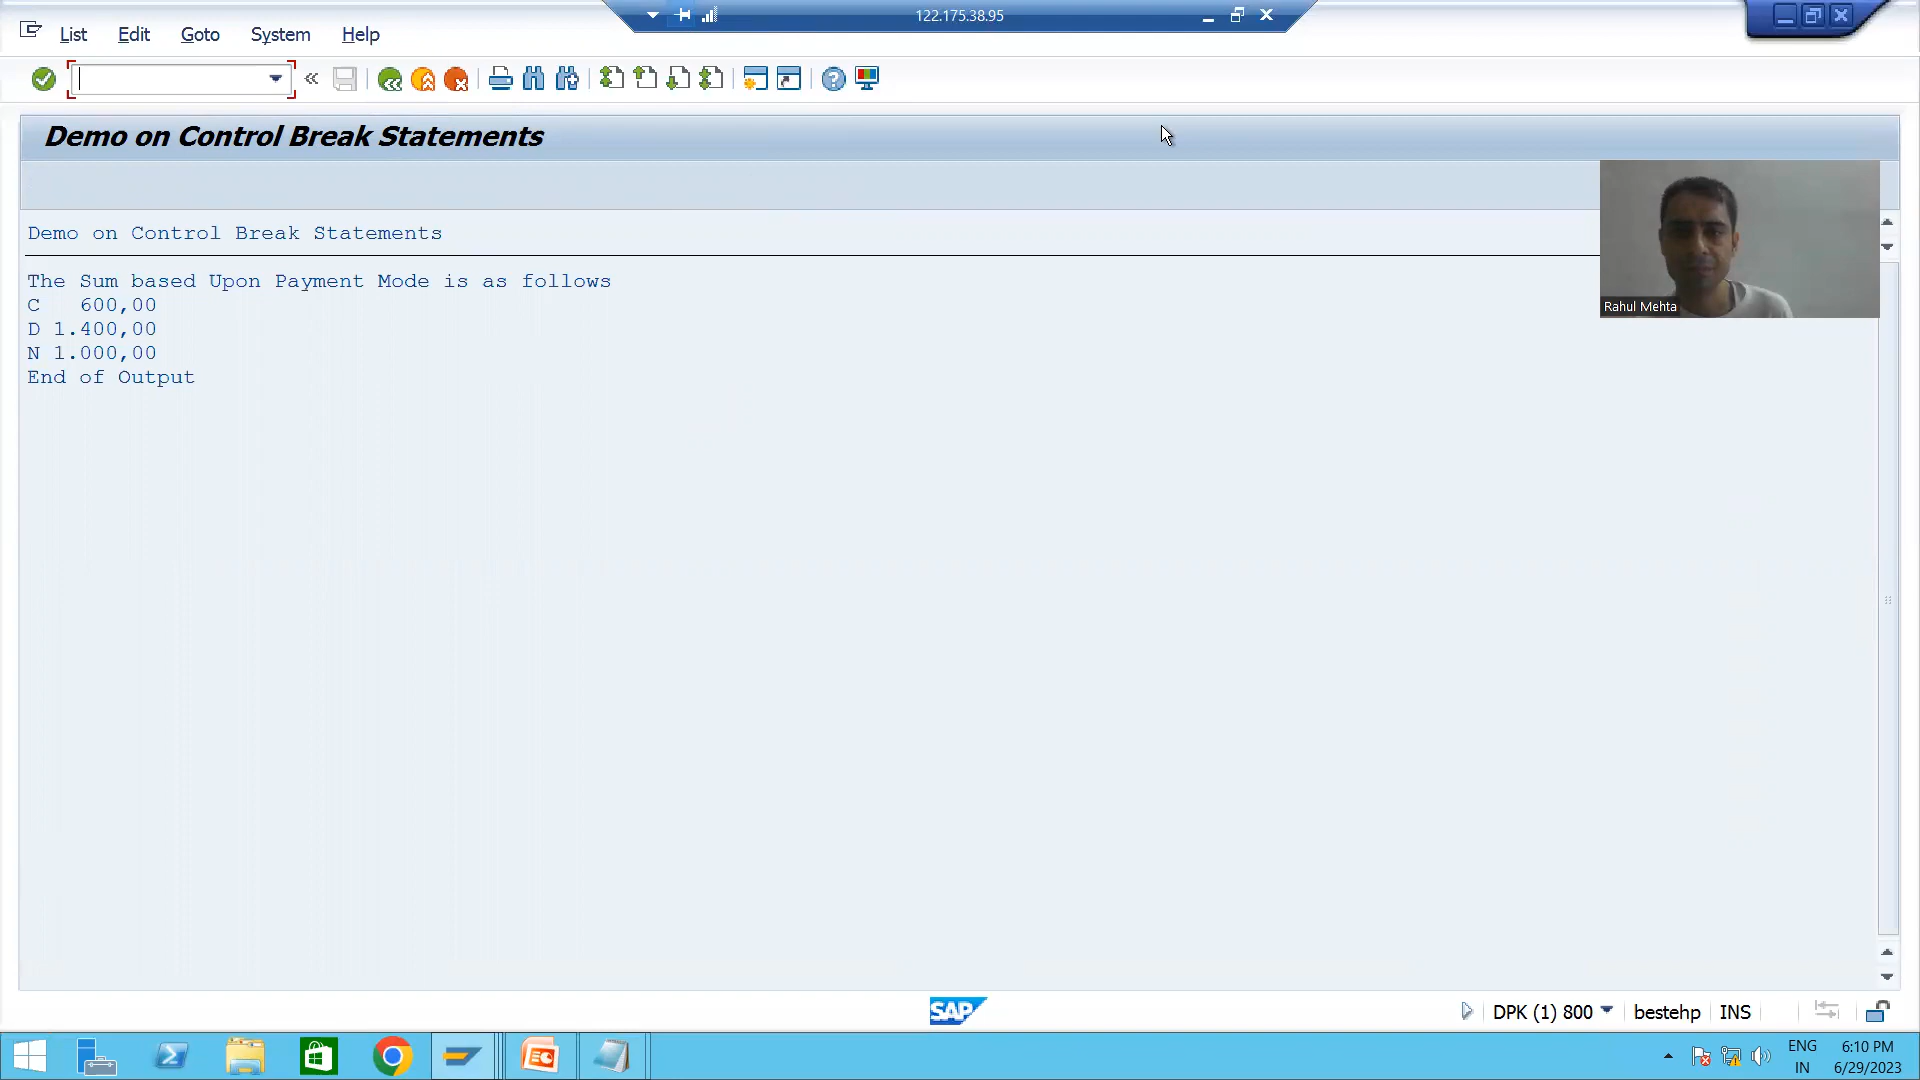 122.175.38.95
List Edit Goto System Help
Demo on Control Break Statements
Demo on Control Break Statements
The Sum based Upon Payment Mode is as follows
C 600,00
D 1.400,00
N 1.000,00
End of Output
Rahul Mehta
SAP
DPK (1) 800 bestehp INS
ENG 6:10 PM
IN 6/29/2023